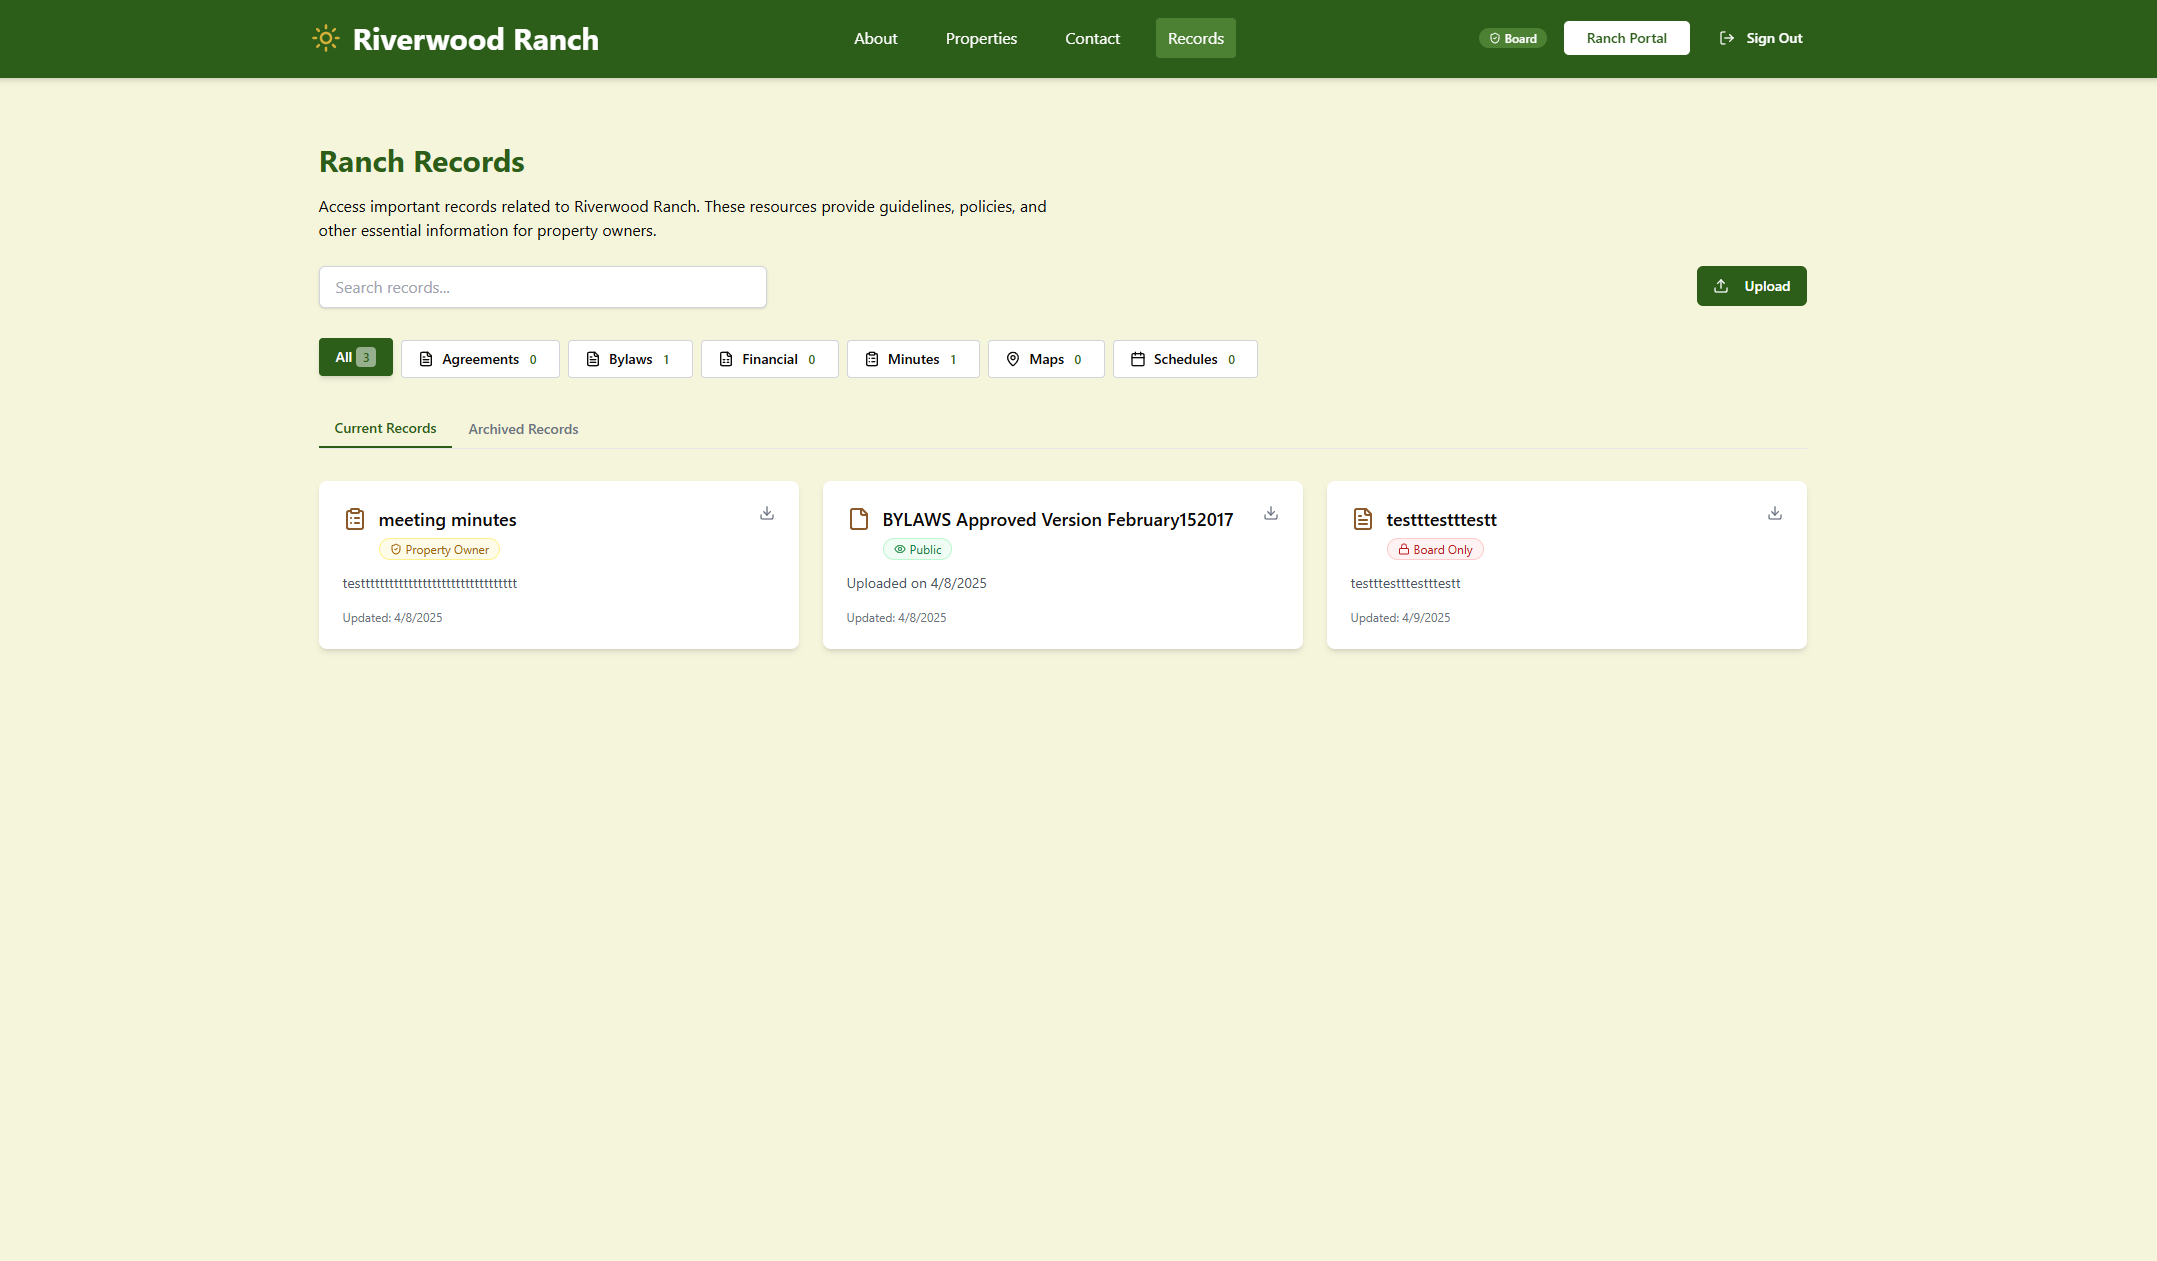 Riverwood Ranch
About
Properties
Contact
Records
Board
Ranch Portal
Sign Out
Ranch Records
Access important records related to Riverwood Ranch. These resources provide guidelines, policies, and
other essential information for property owners.
Search records...
Upload
All 3
Agreements 0
Bylaws 1
Financial 0
Minutes 1
Maps 0
Schedules 0
Current Records
Archived Records
meeting minutes
Property Owner
testttttttttttttttttttttttttttttttttt
Updated: 4/8/2025
BYLAWS Approved Version February152017
Public
Uploaded on 4/8/2025
Updated: 4/8/2025
testttestttestt
Board Only
testttestttestttestt
Updated: 4/9/2025